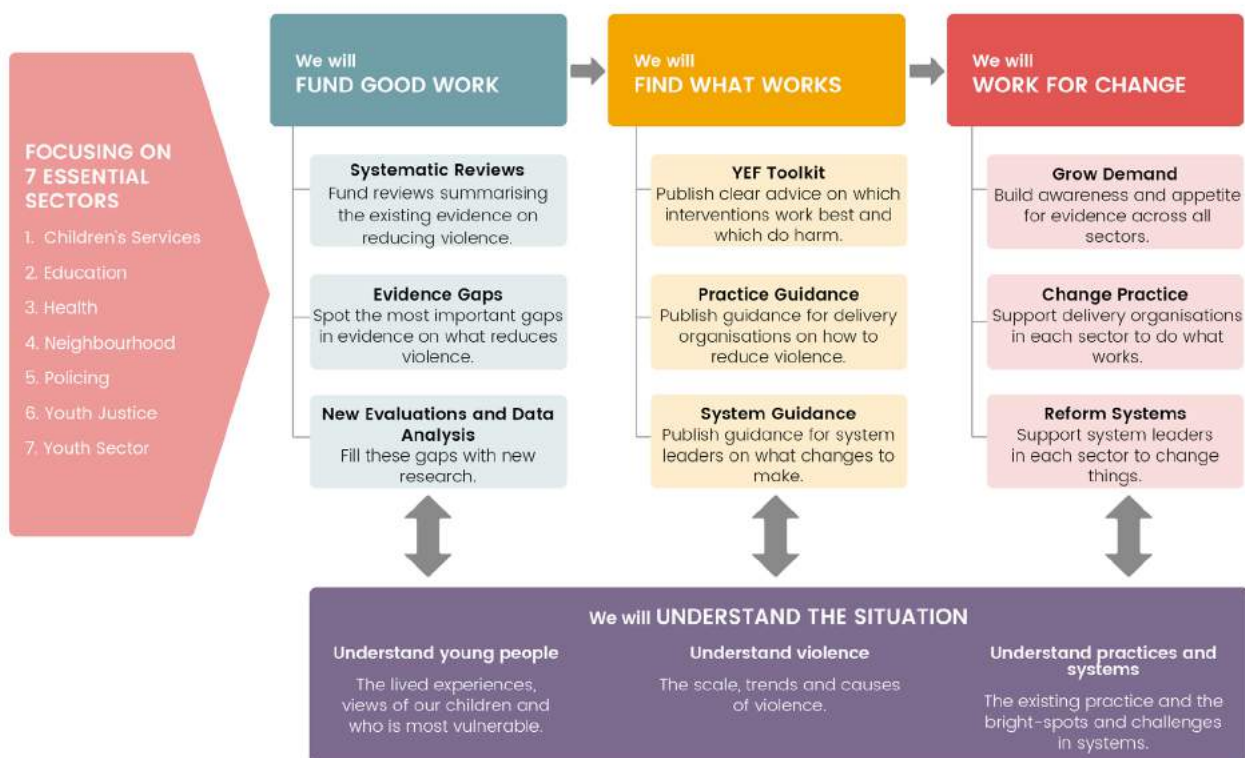 FOCUSING ON
7 ESSENTIAL
SECTORS
1. Children's Services
2. Education
3. Health
4. Neighbourhood
5. Policing
6. Youth Justice
7. Youth Sector
We will
FUND GOOD WORK
Systematic Reviews
Fund reviews summarising
the existing evidence on
reducing violence.
Evidence Gaps
Spot the most important gaps
in evidence on what reduces
violence.
New Evaluations and Data
Analysis
Fill these gaps with new
research.
We will
FIND WHAT WORKS
YEF Toolkit
Publish clear advice on which
interventions work best and
which do harm.
Practice Guidance
Publish guidance for delivery
organisations on how to
reduce violence.
System Guidance
Publish guidance for system
leaders on what changes to
make.
We will
WORK FOR CHANGE
Grow Demand
Build awareness and appetite
for evidence across all
sectors.
Change Practice
Support delivery organisations
in each sector to do what
works.
Reform Systems
Support system leaders
in each sector to change
things.
We will UNDERSTAND THE SITUATION
Understand young people
The lived experiences,
views of our children and
who is most vulnerable.
Understand violence
The scale, trends and causes
of violence.
Understand practices and
systems
The existing practice and the
bright-spots and challenges
in systems.